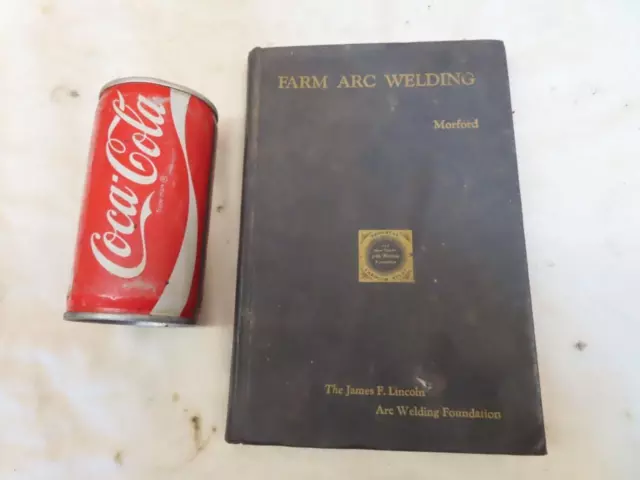 Coca-Cola
FARM ARC WELDING
Morford
The James F. Lincoln
Arc Welding Foundation